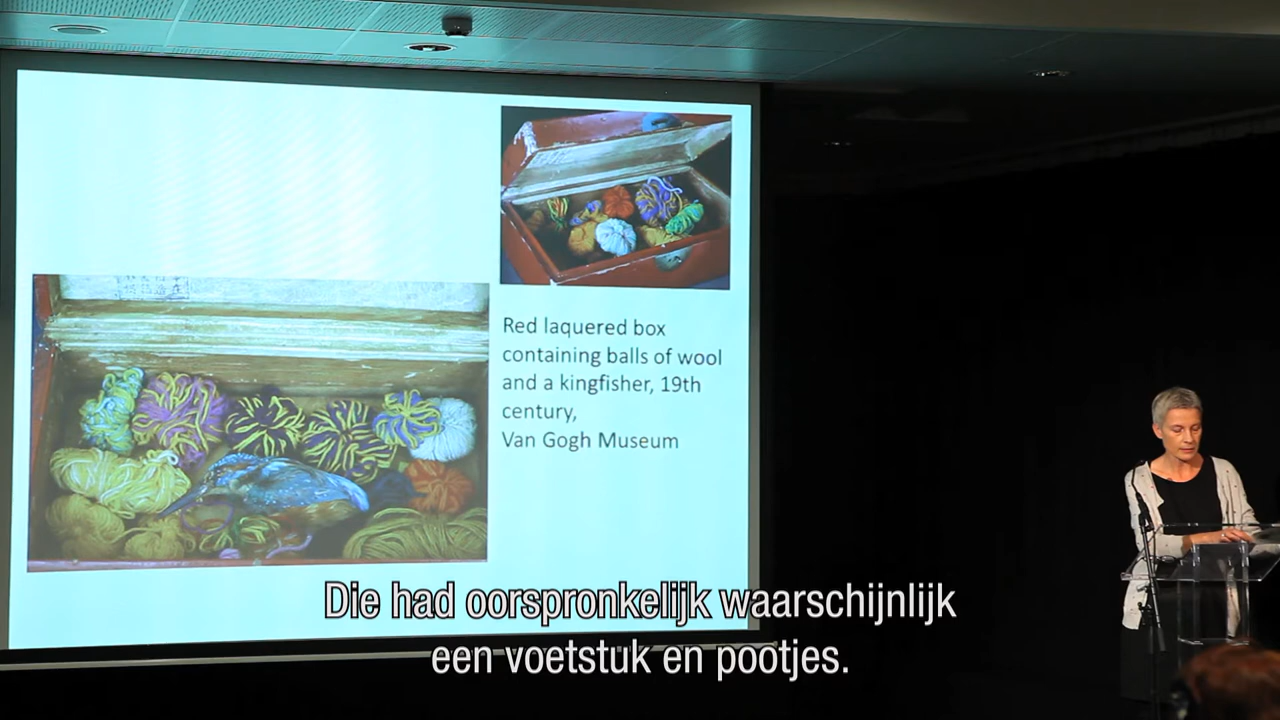 Red laquered box
containing balls of wool
and a kingfisher, 19th
century,
Van Gogh Museum
Die had oorspronkelijk waarschijnlijk
een voetstuk en pootjes.